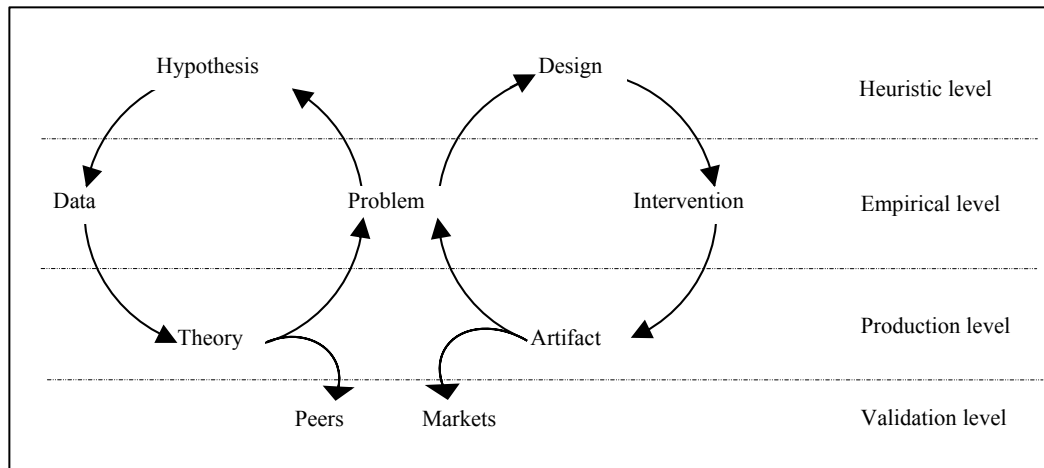 Hypothesis
Design
Heuristic level
Data
Problem
Intervention
Empirical level
Theory
Artifact
Production level
Peers
Markets
Validation level